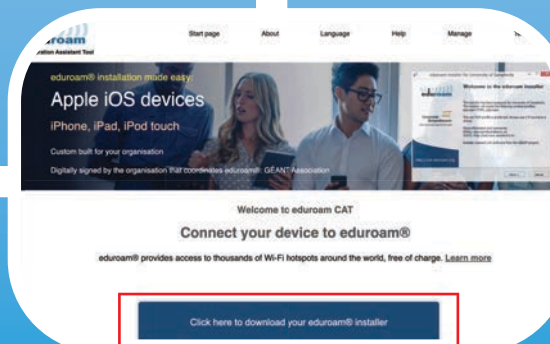 Start page About Language Help Manage
eduroam® installation made easy:
Apple iOS devices
iPhone, iPad, iPod touch
Custom built for your organisation
Digitally signed by the organisation that coordinates eduroam®: GÉANT Association
Welcome to the eduroam installer
eduroam
Welcome to eduroam CAT
Connect your device to eduroam®
eduroam® provides access to thousands of Wi-Fi hotspots around the world, free of charge. Learn more
Click here to download your eduroam® installer